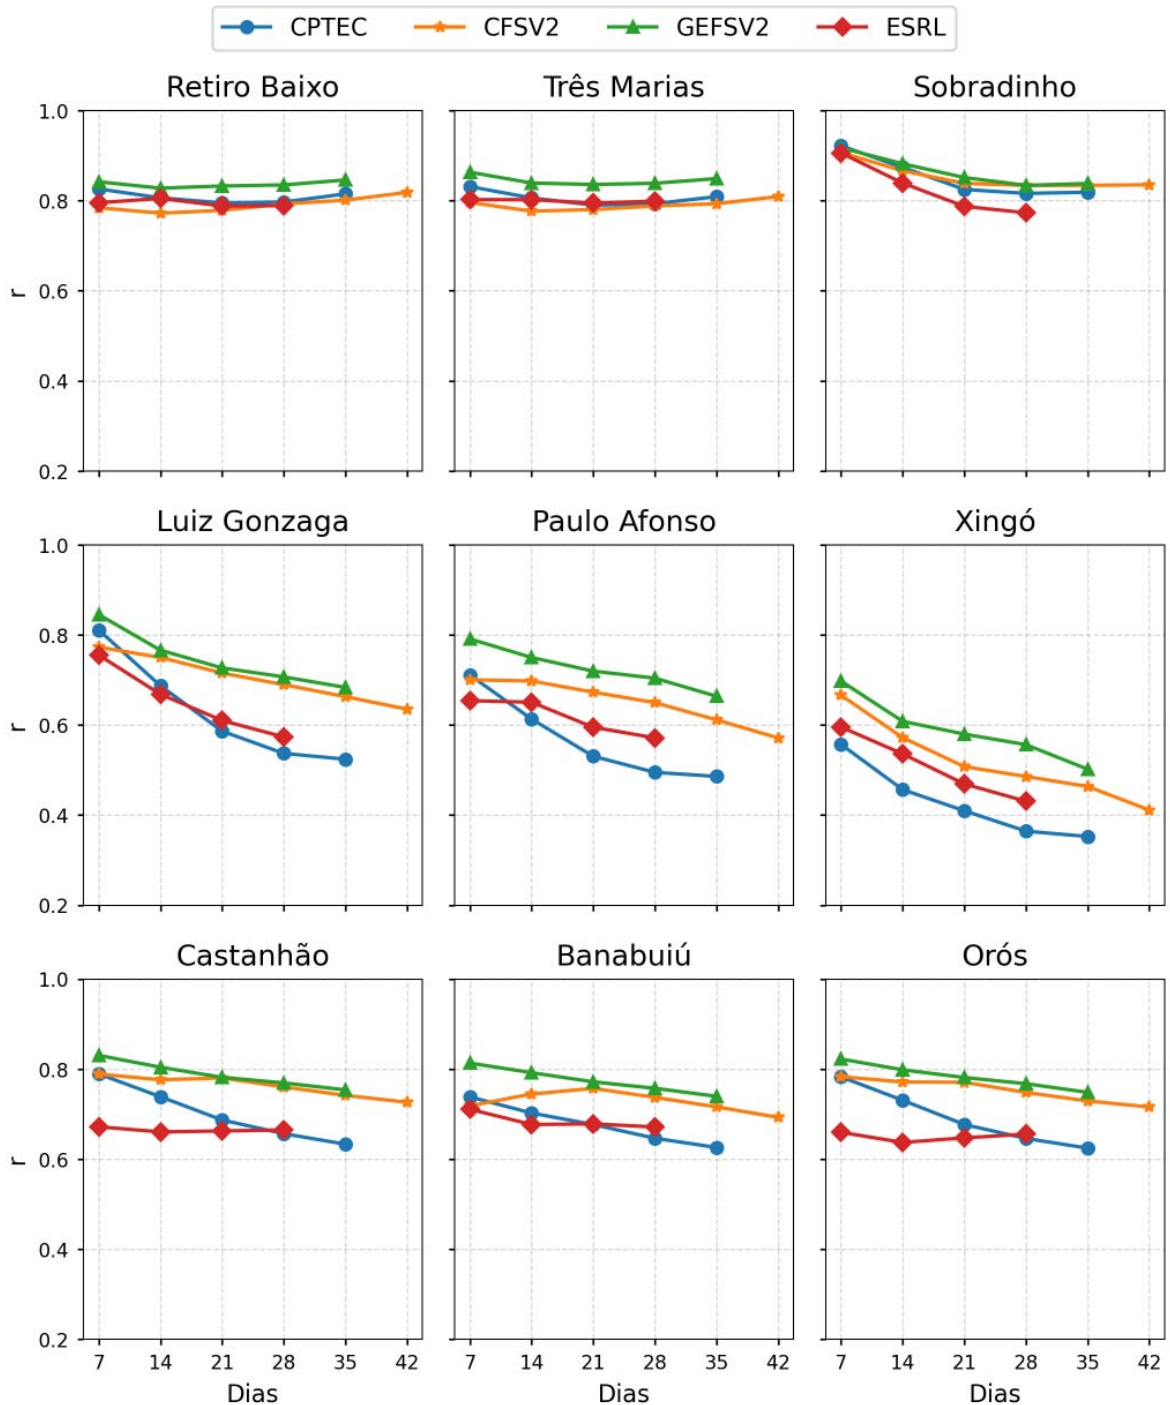 CPTEC CFSV2 GEFSV2 ESRL
Retiro Baixo Três Marias Sobradinho
1.0
0.8
0.6
0.4
0.2
r
Luiz Gonzaga Paulo Afonso Xingó
1.0
0.8
0.6
0.4
0.2
r
Castanhão Banabuiú Orós
1.0
0.8
0.6
0.4
0.2
r
7 14 21 28 35 42 7 14 21 28 35 42 7 14 21 28 35 42
Dias Dias Dias